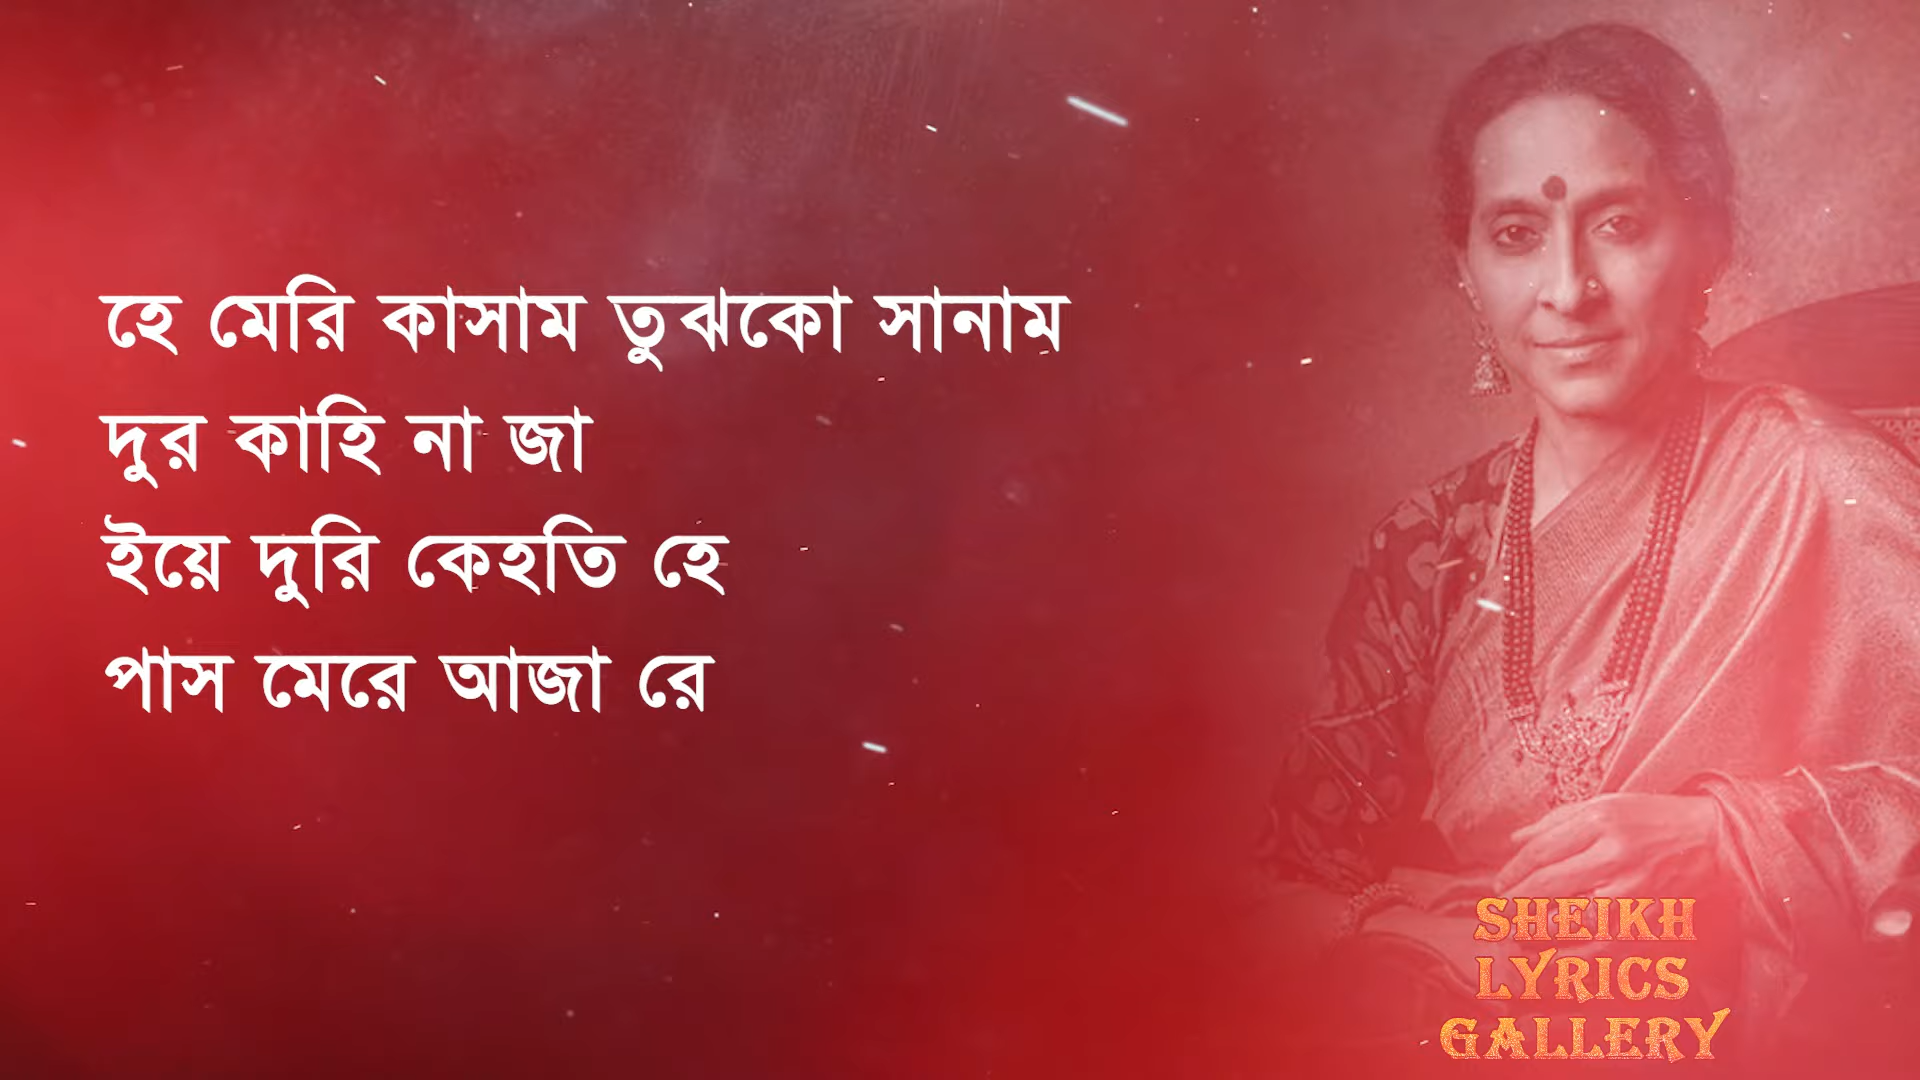 হে মেরি কাসাম তুঝকো সানাম
দুর কাহি না জা
ইয়ে দুরি কেহতি হে
পাস মেরে আজা রে
SHEIKH
LYRICS
GALLERY